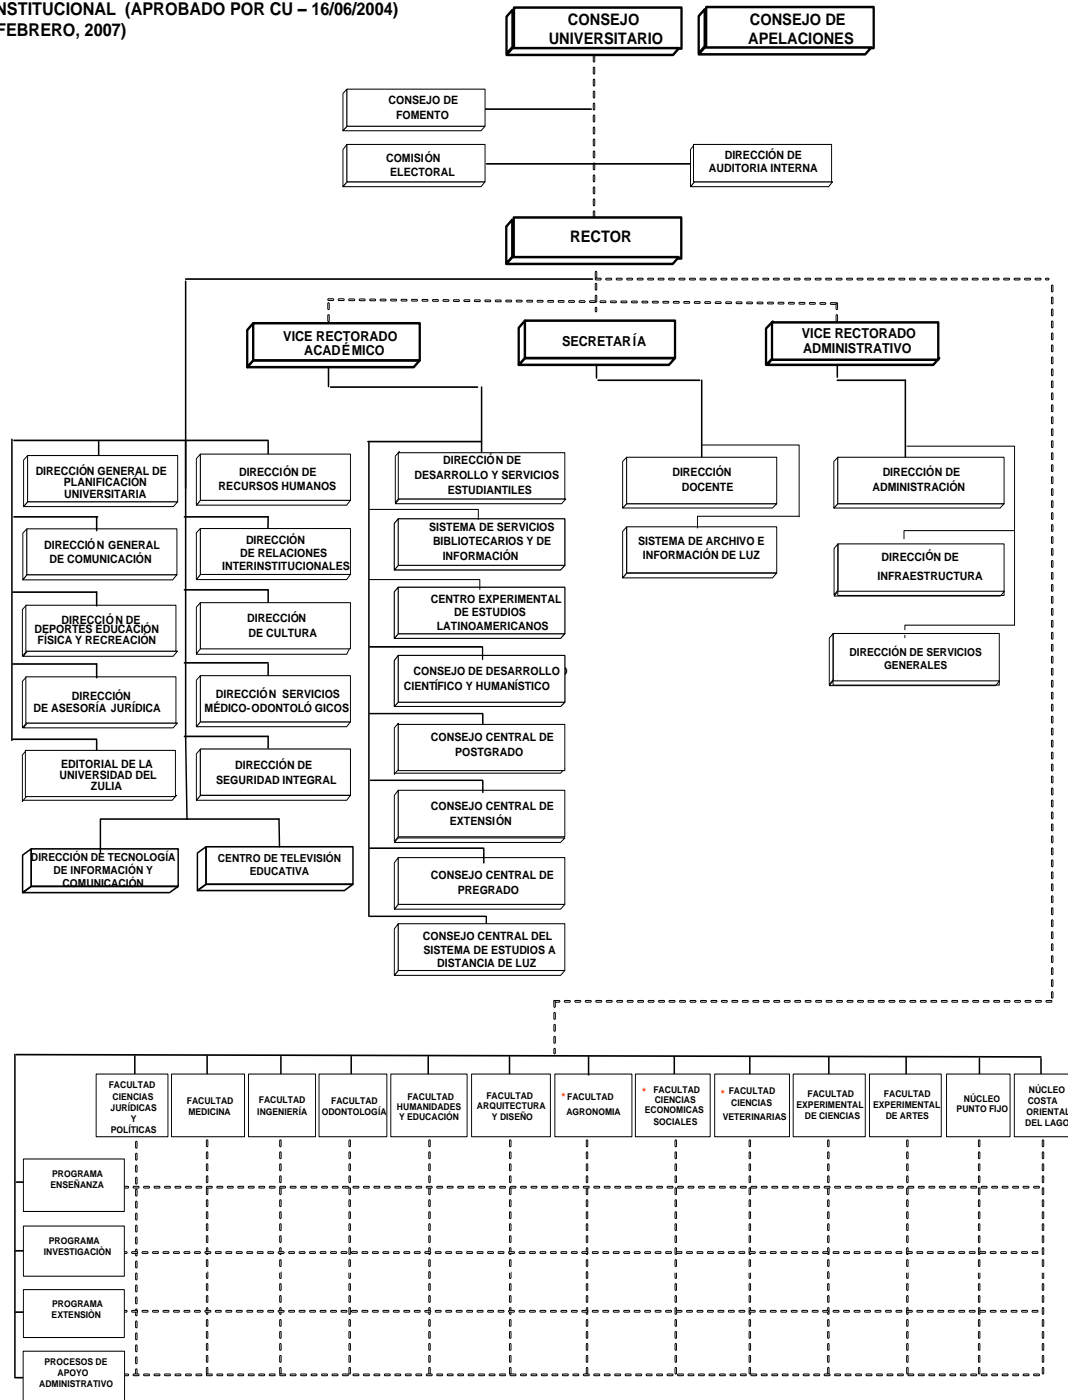 NSTITUCIONAL (APROBADO POR CU – 16/06/2004)
FEBRERO, 2007)
CONSEJO
UNIVERSITARIO
CONSEJO DE
APELACIONES
CONSEJO DE
FOMENTO
COMISIÓN
ELECTORAL
DIRECCIÓN DE
AUDITORIA INTERNA
RECTOR
VICE RECTORADO
ACADÉMICO
SECRETARÍA
VICE RECTORADO
ADMINISTRATIVO
DIRECCIÓN GENERAL DE
PLANIFICACIÓN
UNIVERSITARIA
DIRECCIÓN DE
RECURSOS HUMANOS
DIRECCIÓN GENERAL
DE COMUNICACIÓN
DIRECCIÓN
DE RELACIONES
INTERINSTITUCIONALES
DIRECCIÓN DE
DEPORTES EDUCACIÓN
FÍSICA Y RECREACIÓN
DIRECCIÓN
DE CULTURA
DIRECCIÓN
DE ASESORÍA JURÍDICA
DIRECCIÓN SERVICIOS
MÉDICO-ODONTOLÓ GICOS
EDITORIAL DE LA
UNIVERSIDAD DEL
ZULIA
DIRECCIÓN DE
SEGURIDAD INTEGRAL
DIRECCIÓN DE TECNOLOGÍA
DE INFORMACIÓN Y
COMUNICACIÓN
CENTRO DE TELEVISIÓN
EDUCATIVA
DIRECCIÓN DE
DESARROLLO Y SERVICIOS
ESTUDIANTILES
SISTEMA DE SERVICIOS
BIBLIOTECARIOS Y DE
INFORMACIÓN
CENTRO EXPERIMENTAL
DE ESTUDIOS
LATINOAMERICANOS
CONSEJO DE DESARROLLO
CIENTÍFICO Y HUMANÍSTICO
CONSEJO CENTRAL DE
POSTGRADO
CONSEJO CENTRAL DE
EXTENSIÓN
CONSEJO CENTRAL DE
PREGRADO
CONSEJO CENTRAL DEL
SISTEMA DE ESTUDIOS A
DISTANCIA DE LUZ
DIRECCIÓN
DOCENTE
SISTEMA DE ARCHIVO E
INFORMACIÓN DE LUZ
DIRECCIÓN DE
ADMINISTRACIÓN
DIRECCIÓN DE
INFRAESTRUCTURA
DIRECCIÓN DE SERVICIOS
GENERALES
FACULTAD
CIENCIAS
JURÍDICAS
Y
POLÍTICAS
FACULTAD
MEDICINA
FACULTAD
INGENIERÍA
FACULTAD
ODONTOLOGÍA
FACULTAD
HUMANIDADES
Y EDUCACIÓN
FACULTAD
ARQUITECTURA
Y DISEÑO
* FACULTAD
AGRONOMIA
* FACULTAD
CIENCIAS
ECONOMICAS
SOCIALES
* FACULTAD
CIENCIAS
VETERINARIAS
FACULTAD
EXPERIMENTAL
DE CIENCIAS
FACULTAD
EXPERIMENTAL
DE ARTES
NÚCLEO
PUNTO FIJO
NÚCLEO
COSTA
ORIENTAL
DEL LAGO
PROGRAMA
ENSEÑANZA
PROGRAMA
INVESTIGACIÓN
PROGRAMA
EXTENSIÓN
PROCESOS DE
APOYO
ADMINISTRATIVO